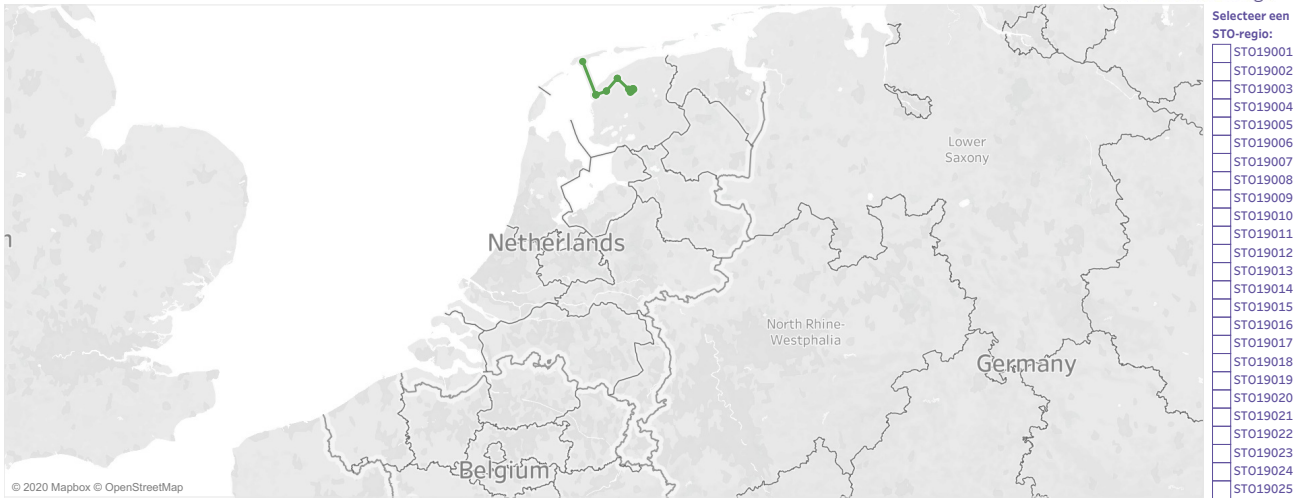 Selecteer een
STO-regio:
STO19001
STO19002
STO19003
STO19004
STO19005
STO19006
STO19007
STO19008
STO19009
STO19010
STO19011
STO19012
STO19013
STO19014
STO19015
STO19016
STO19017
STO19018
STO19019
STO19020
STO19021
STO19022
STO19023
STO19024
STO19025
Lower
Saxony
Netherlands
North Rhine-
Westphalia
Germany
Belgium
© 2020 Mapbox © OpenStreetMap